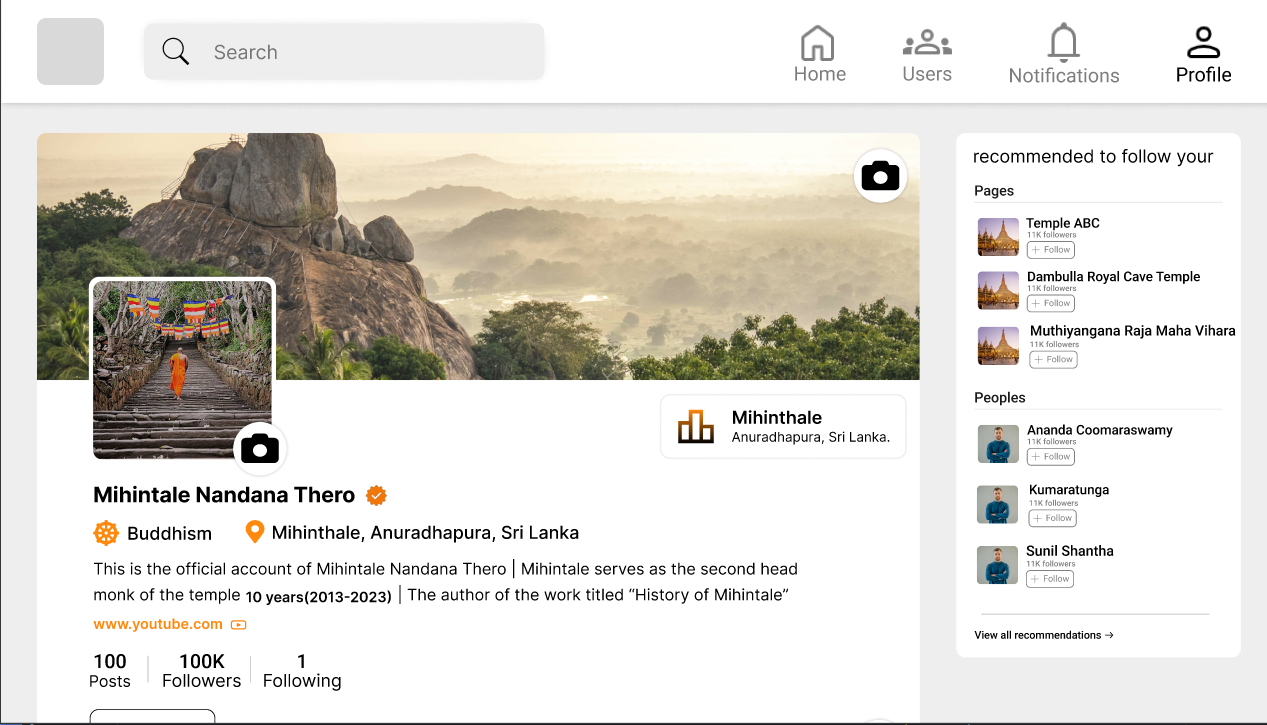 Search
Home
Users
Notifications
Profile
recommended to follow your
Pages
Temple ABC
11K followers
+ Follow
Dambulla Royal Cave Temple
11K followers
+ Follow
Muthiyangana Raja Maha Vihara
11K followers
+ Follow
Peoples
Ananda Coomaraswamy
11K followers
+ Follow
Kumaratunga
11K followers
+ Follow
Sunil Shantha
11K followers
+ Follow
View all recommendations →
Mihinthale
Anuradhapura, Sri Lanka.
Mihintale Nandana Thero
Buddhism
Mihinthale, Anuradhapura, Sri Lanka
This is the official account of Mihintale Nandana Thero | Mihintale serves as the second head
monk of the temple 10 years(2013-2023) | The author of the work titled “History of Mihintale”
www.youtube.com
100
Posts
100K
Followers
1
Following